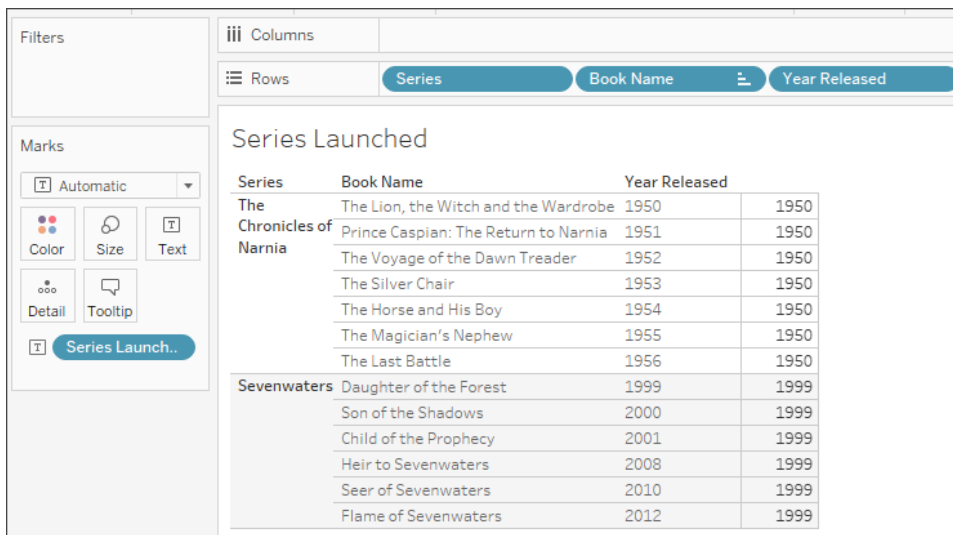 Filters
iii Columns
Rows Series Book Name Year Released
Marks
T Automatic
Color Size T Text
Detail Tooltip
T Series Launch..
Series Launched
Series Book Name Year Released
The Chronicles of Narnia The Lion, the Witch and the Wardrobe 1950 1950
Prince Caspian: The Return to Narnia 1951 1950
The Voyage of the Dawn Treader 1952 1950
The Silver Chair 1953 1950
The Horse and His Boy 1954 1950
The Magician's Nephew 1955 1950
The Last Battle 1956 1950
Sevenwaters Daughter of the Forest 1999 1999
Son of the Shadows 2000 1999
Child of the Prophecy 2001 1999
Heir to Sevenwaters 2008 1999
Seer of Sevenwaters 2010 1999
Flame of Sevenwaters 2012 1999